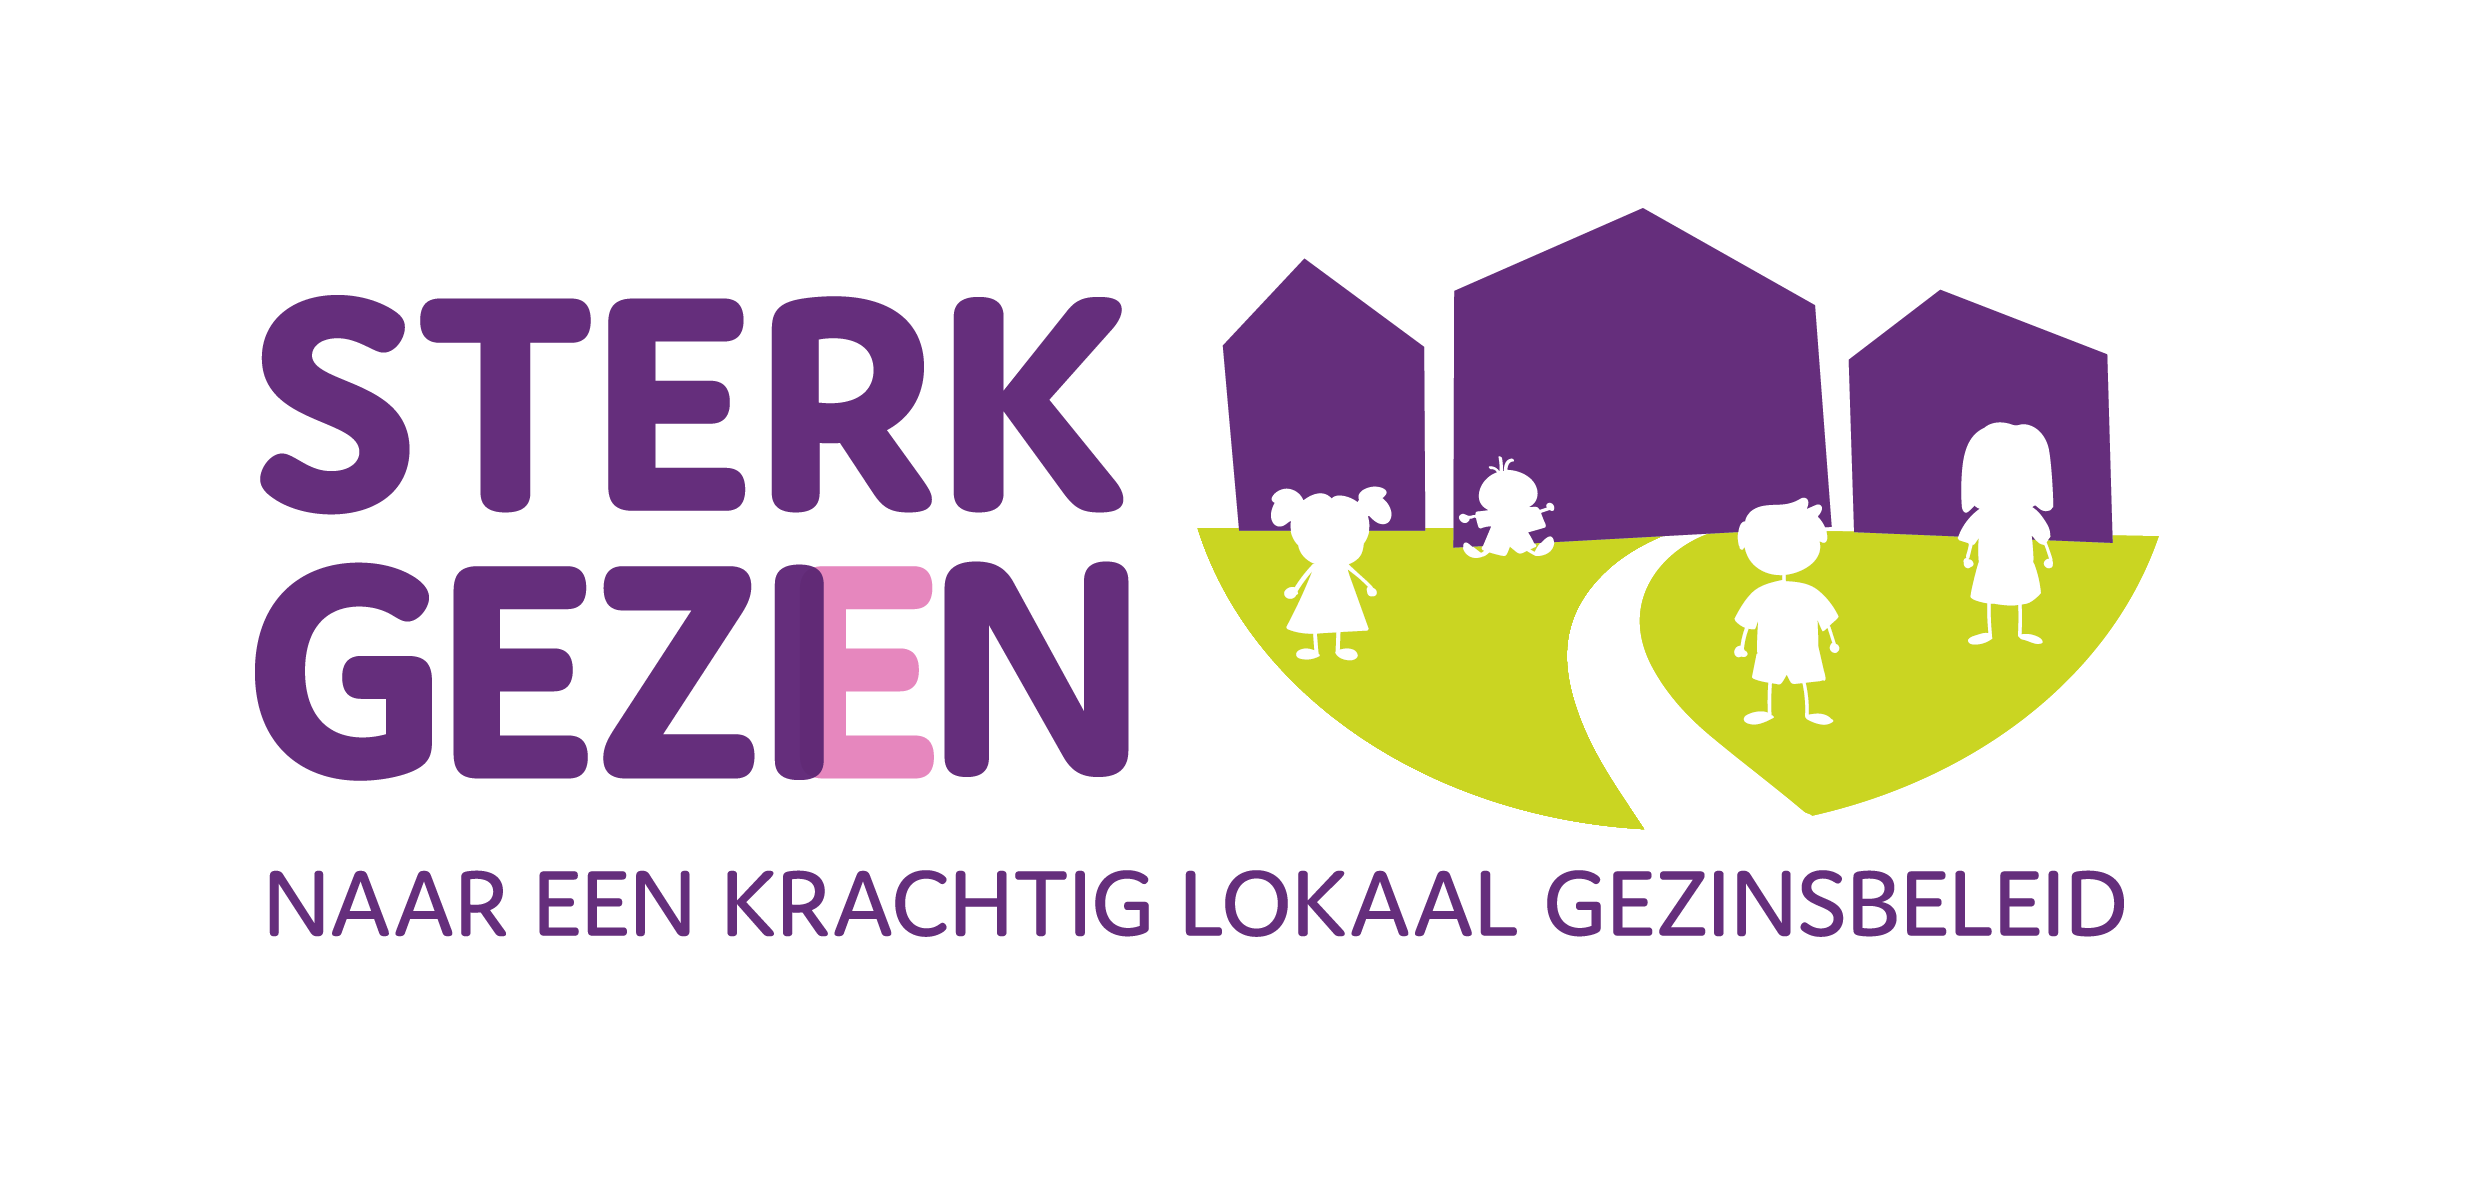 STERK
GEZIEN
NAAR EEN KRACHTIG LOKAAL GEZINSBELEID